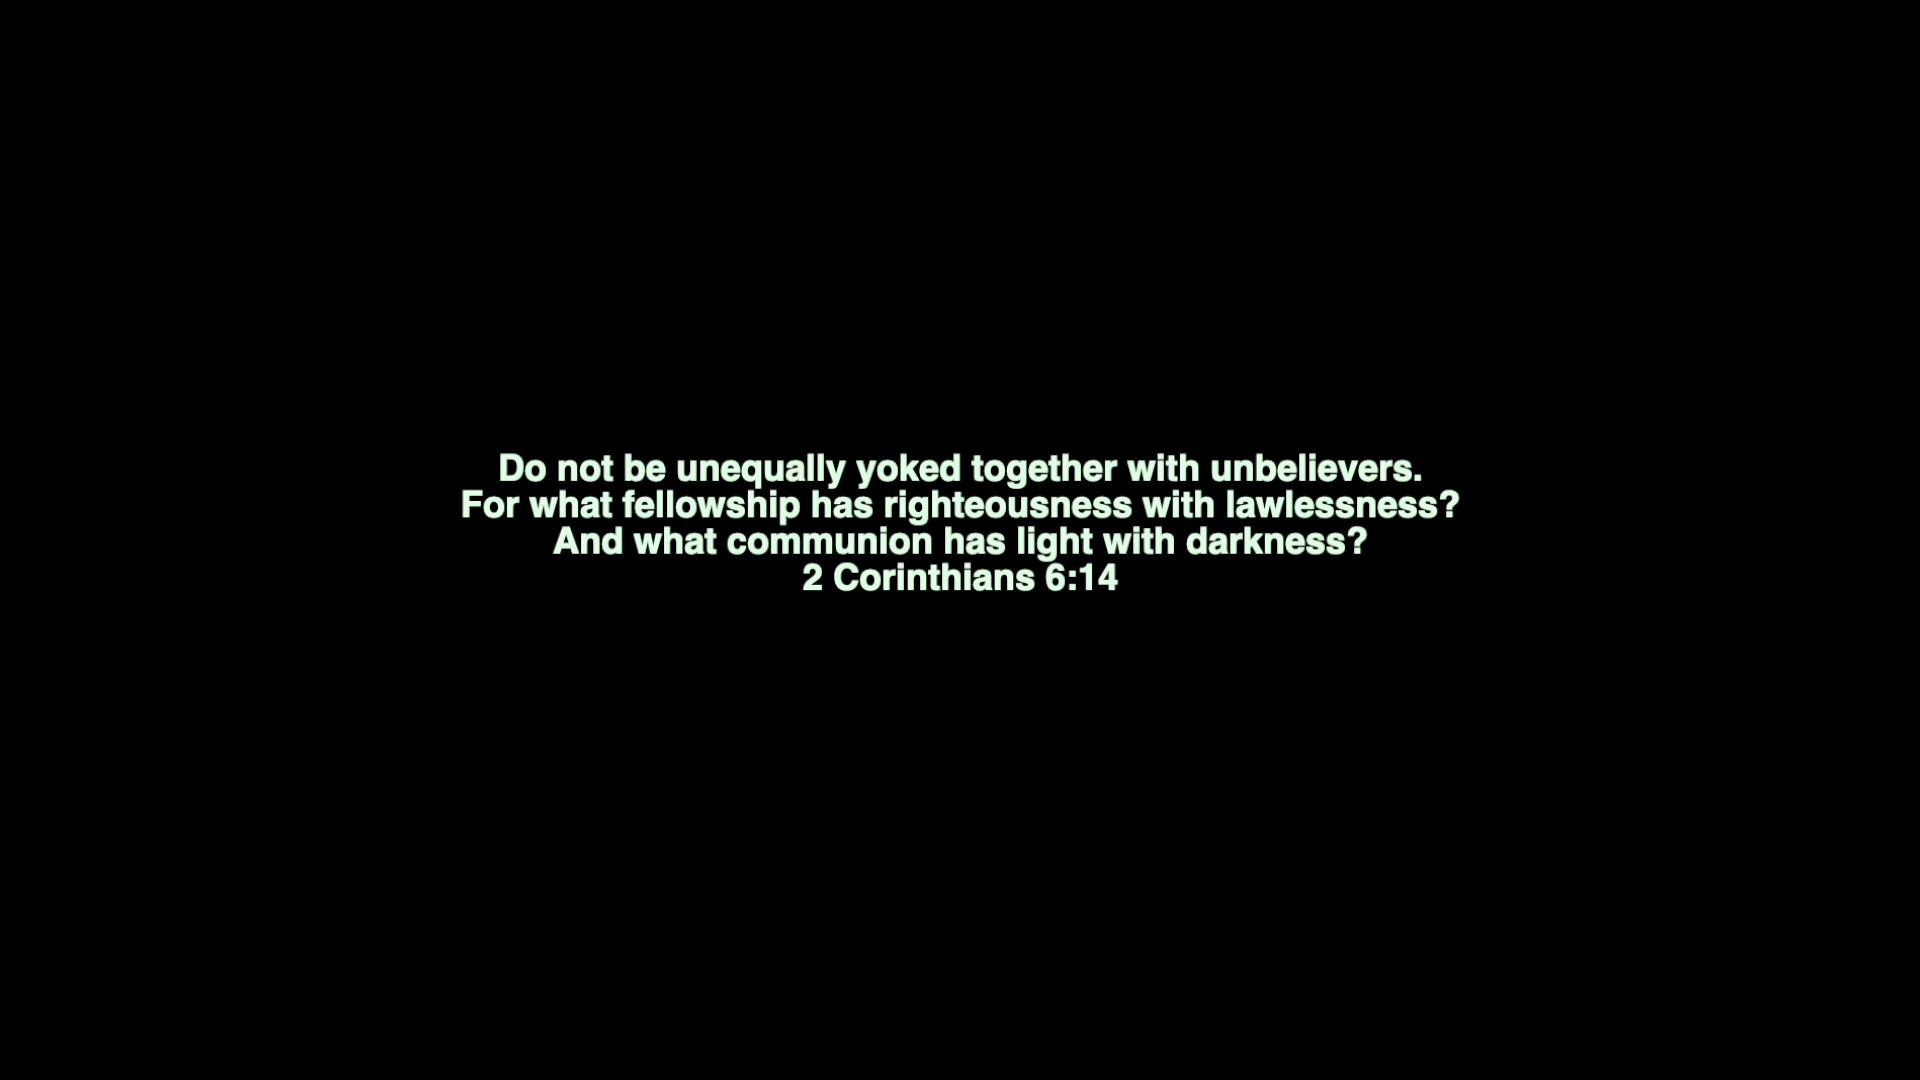 Do not be unequally yoked together with unbelievers.
For what fellowship has righteousness with lawlessness?
And what communion has light with darkness?
2 Corinthians 6:14